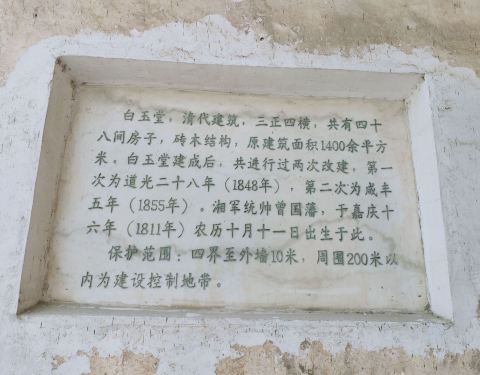 白玉堂，清代建筑，三正四横，共有四十
八间房子，砖木结构，原建筑面积1400余平方
米。白玉堂建成后，共进行过两次改建，第一
次为道光二十八年（1848年），第二次为咸丰
五年（1855年）。湘军统帅曾国藩，于嘉庆十
六年（1811年）农历十月十一日出生于此。
保护范围：四界至外墙10米，周围200米以
内为建设控制地带。